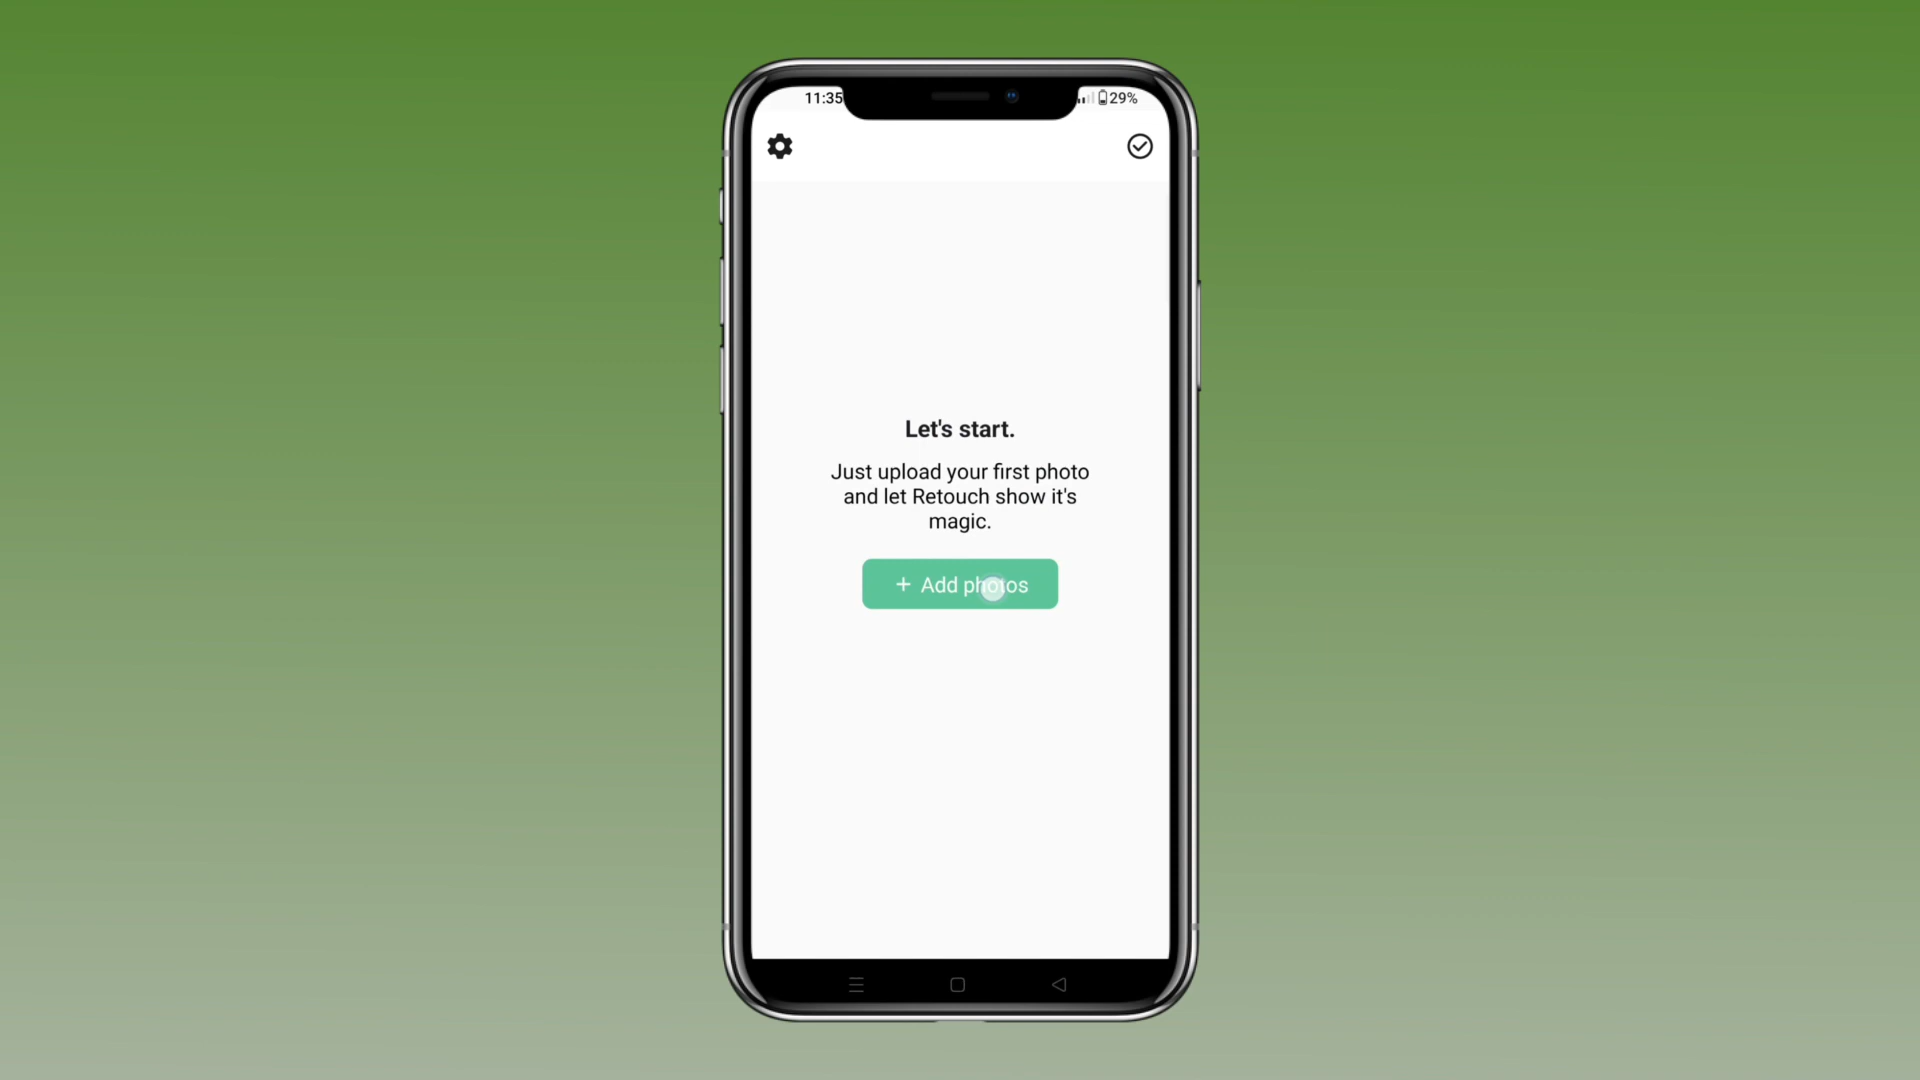 11:35
29%
Let's start.
Just upload your first photo
and let Retouch show it's
magic.
+ Add photos